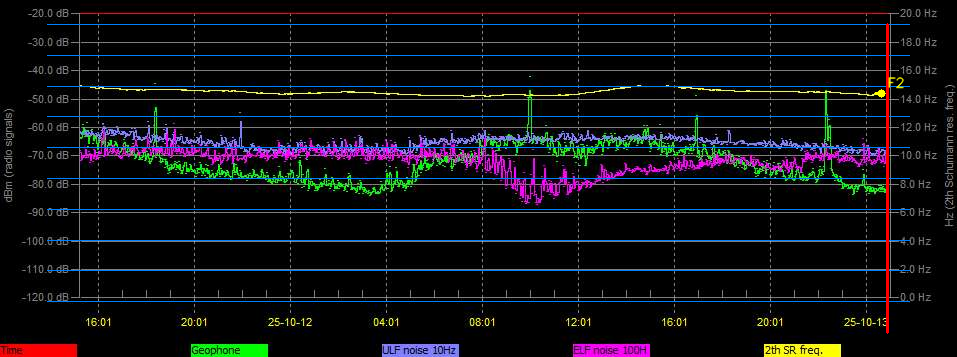 -20.0 dB
20.0 Hz
-30.0 dB
18.0 Hz
-40.0 dB
16.0 Hz
F2
-50.0 dB
14.0 Hz
-60.0 dB
12.0 Hz
-70.0 dB
10.0 Hz
-80.0 dB
8.0 Hz
-90.0 dB
6.0 Hz
-100.0 dB
4.0 Hz
-110.0 dB
2.0 Hz
-120.0 dB
0.0 Hz
dBm (radio signals)
Hz (2th Schumann res. freq.)
16:01 20:01 25-10-12 04:01 08:01 12:01 16:01 20:01 25-10-13
Time
Geophone
ULF noise 10Hz
ELF noise 100H
2th SR freq.